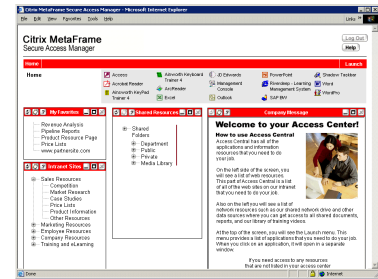 Citrix MetaFrame Secure Access Manager - Microsoft Internet Explorer
File Edit View Favorites Tools Help
Links
Citrix MetaFrame
Secure Access Manager
Log Out
Help
Home
Launch
Home
Access
Acrobat Reader
Ainsworth KeyPad Trainer 4
Ainsworth Keyboard Trainer 4
ArcReader
Excel
JD Edwards
Management Console
Outlook
PowerPoint
Riverdeep - Learning Management System
SAP BW
Shadow Taskbar
Word
WordPro
My Favorites
Revenue Analysis
Pipeline Reports
Product Resource Page
Price Lists
www.partnersite.com
Intranet Sites
Sales Resources
Competition
Market Research
Case Studies
Price Lists
Product Information
Other Resources
Marketing Resources
Employee Resources
Company Resources
Training and eLearning
Shared Resources
Shared
Folders
Department
Public
Private
Media Library
Company Message
Welcome to your Access Center!
How to use Access Central
Access Central has all of the
applications and information
resources that you need to do
your job.
On the left side of the screen, you
will see a list of web resources.
This part of Access Central is a list
of all of the web sites on our intranet
that you need to do your job.
Also on the left you will see a list of
network resources such as our shared network drive and other
data sources where you can get access to all shared documents,
reports, and our library of training videos.
At the top of the screen, you will see the Launch menu. This
menu provides a list of applications that you need to do your job.
When you click on an application, it will open in a separate
window.
If you need access to any resources
that are not listed in your access center
Done
Internet